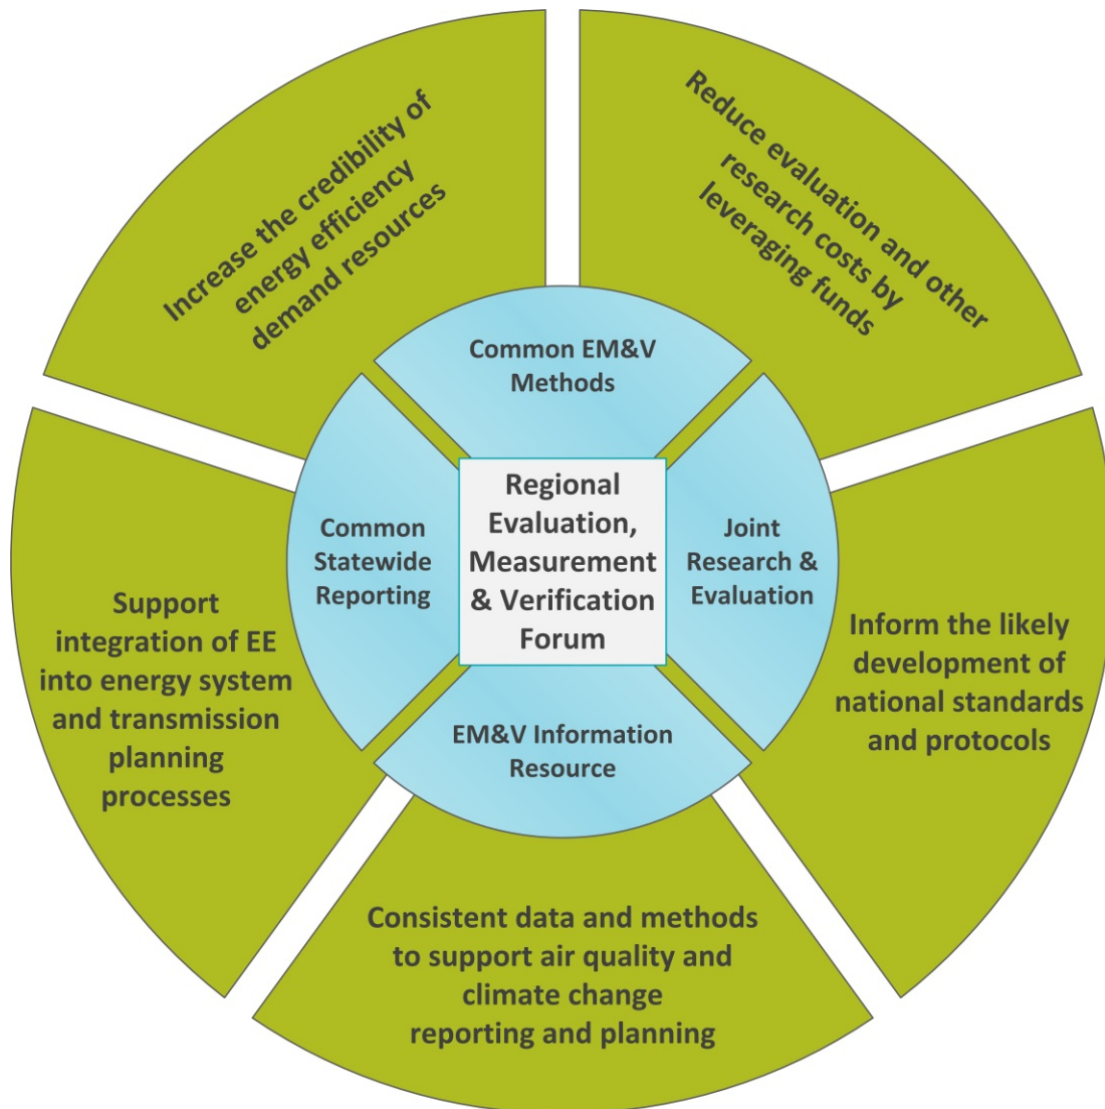 Increase the credibility of
energy efficiency
demand resources
Reduce evaluation and other
research costs by
leveraging funds
Common EM&V
Methods
Common
Statewide
Reporting
Regional
Evaluation,
Measurement
& Verification
Forum
Joint
Research &
Evaluation
EM&V Information
Resource
Support
integration of EE
into energy system
and transmission
planning
processes
Inform the likely
development of
national standards
and protocols
Consistent data and methods
to support air quality and
climate change
reporting and planning